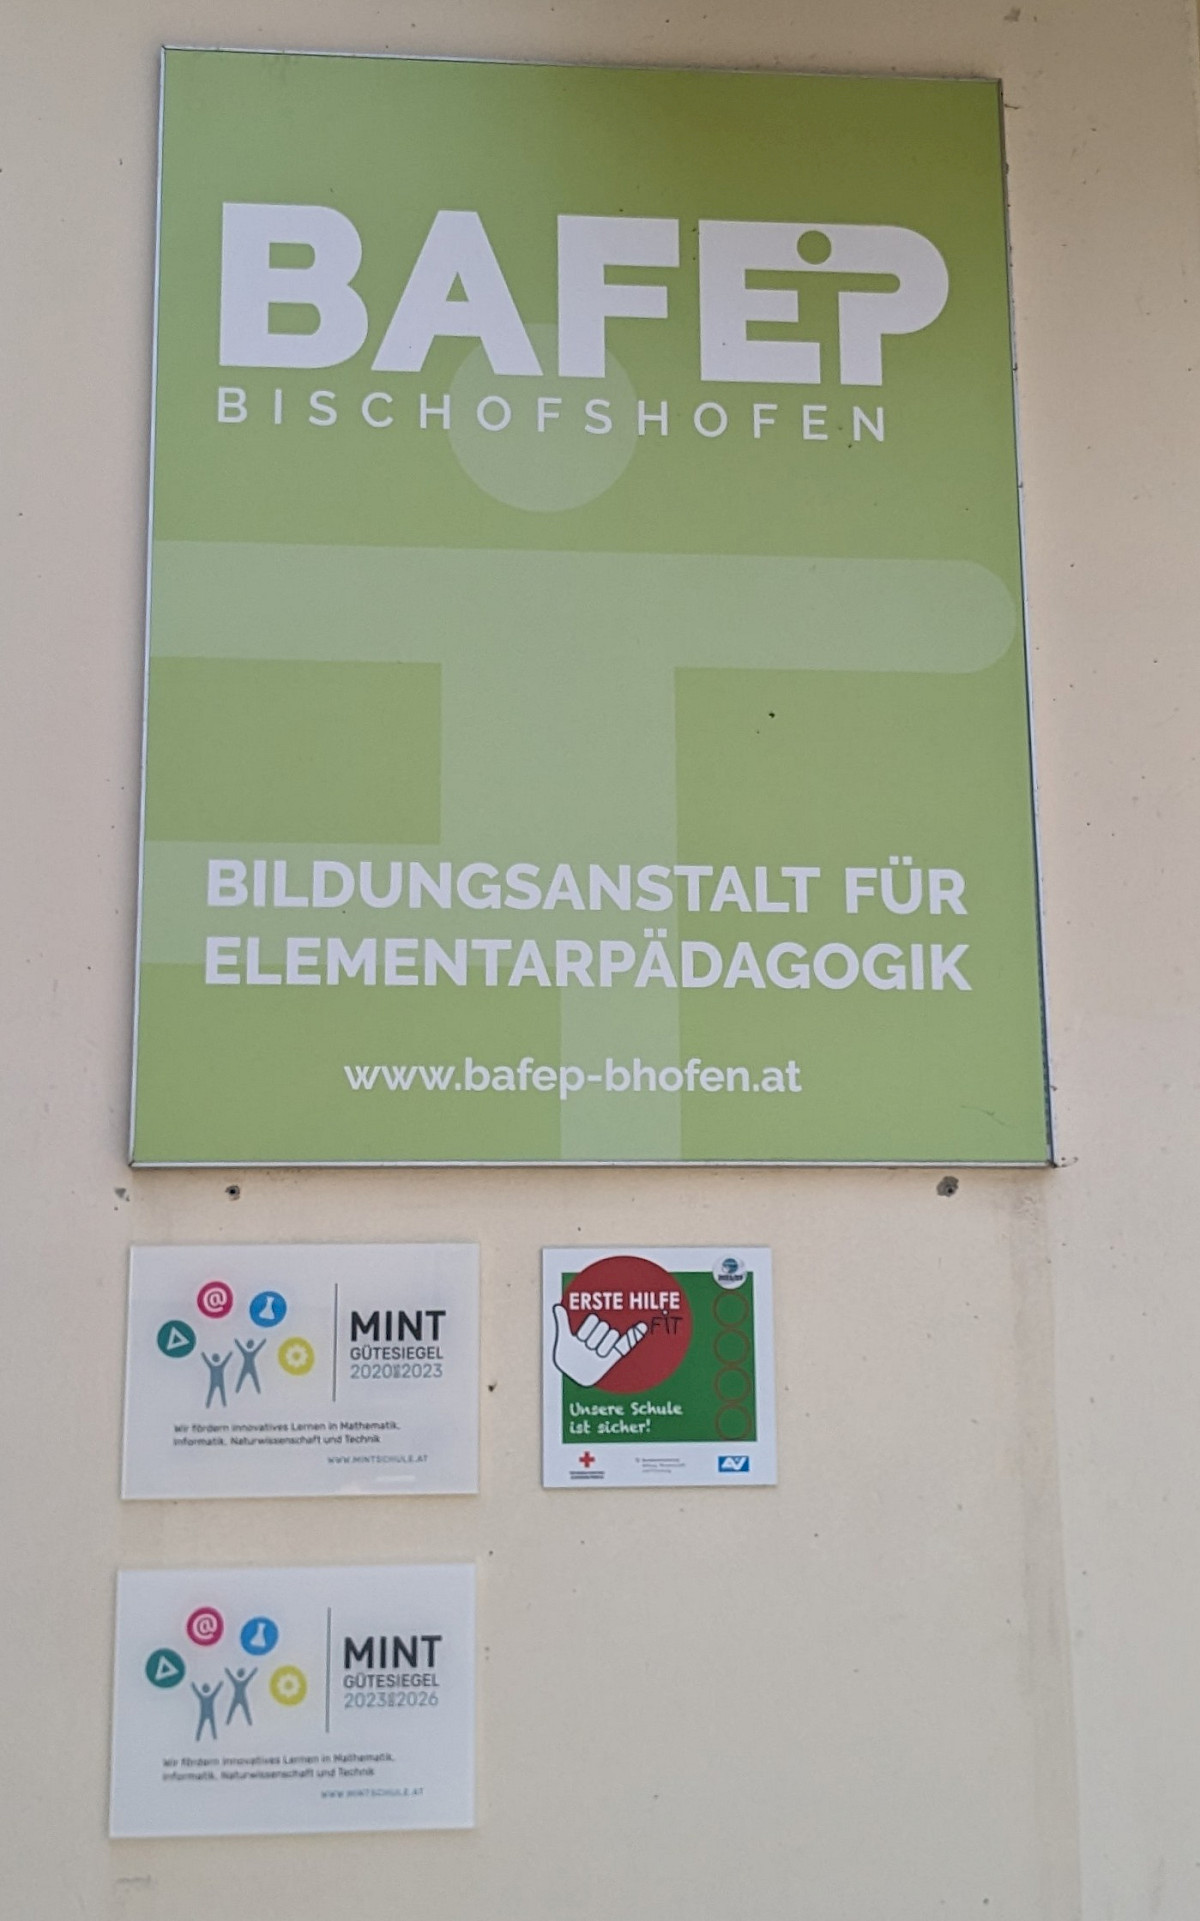 BAFEP
BISCHOFSHOFEN
BILDUNGSANSTALT FÜR
ELEMENTARPÄDAGOGIK
www.bafep-bhofen.at
@
MINT
GÜTESIEGEL
2020 2023
Wir fördern innovatives Lernen in Mathematik,
Informatik, Naturwissenschaft und Technik
WWW.MINTSCHULE.AT
ERSTE HILFE
FiT
Unsere Schule
ist sicher!
@
MINT
GÜTESIEGEL
2023 2026
Wir fördern innovatives Lernen in Mathematik,
Informatik, Naturwissenschaft und Technik
WWW.MINTSCHULE.AT